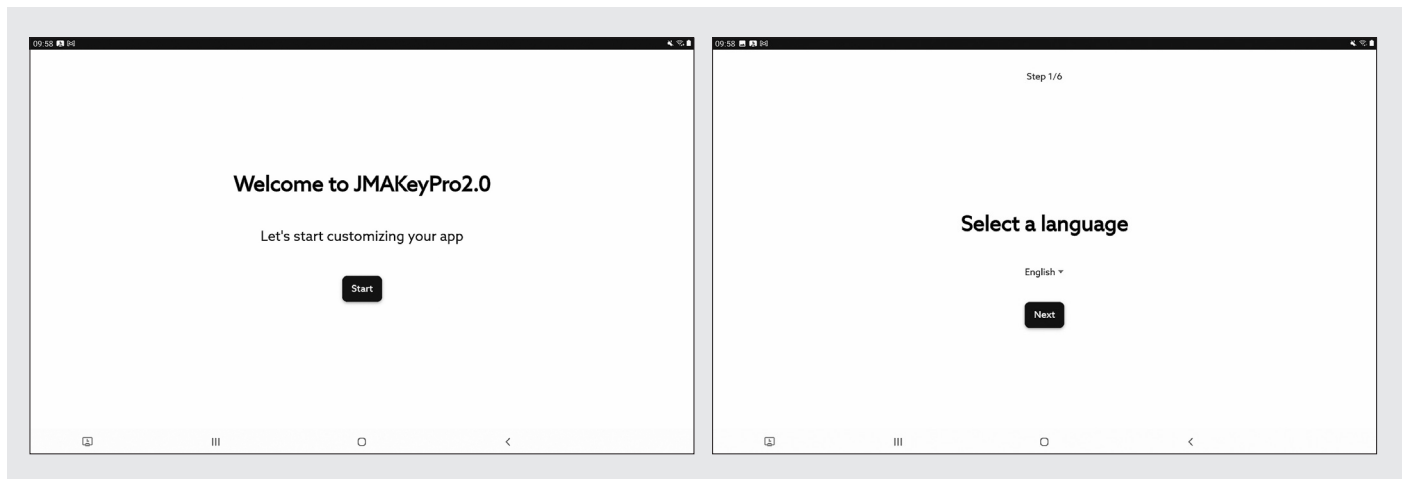 09:58
Welcome to JMAKeyPro2.0
Let's start customizing your app
Start
09:58
Step 1/6
Select a language
English
Next